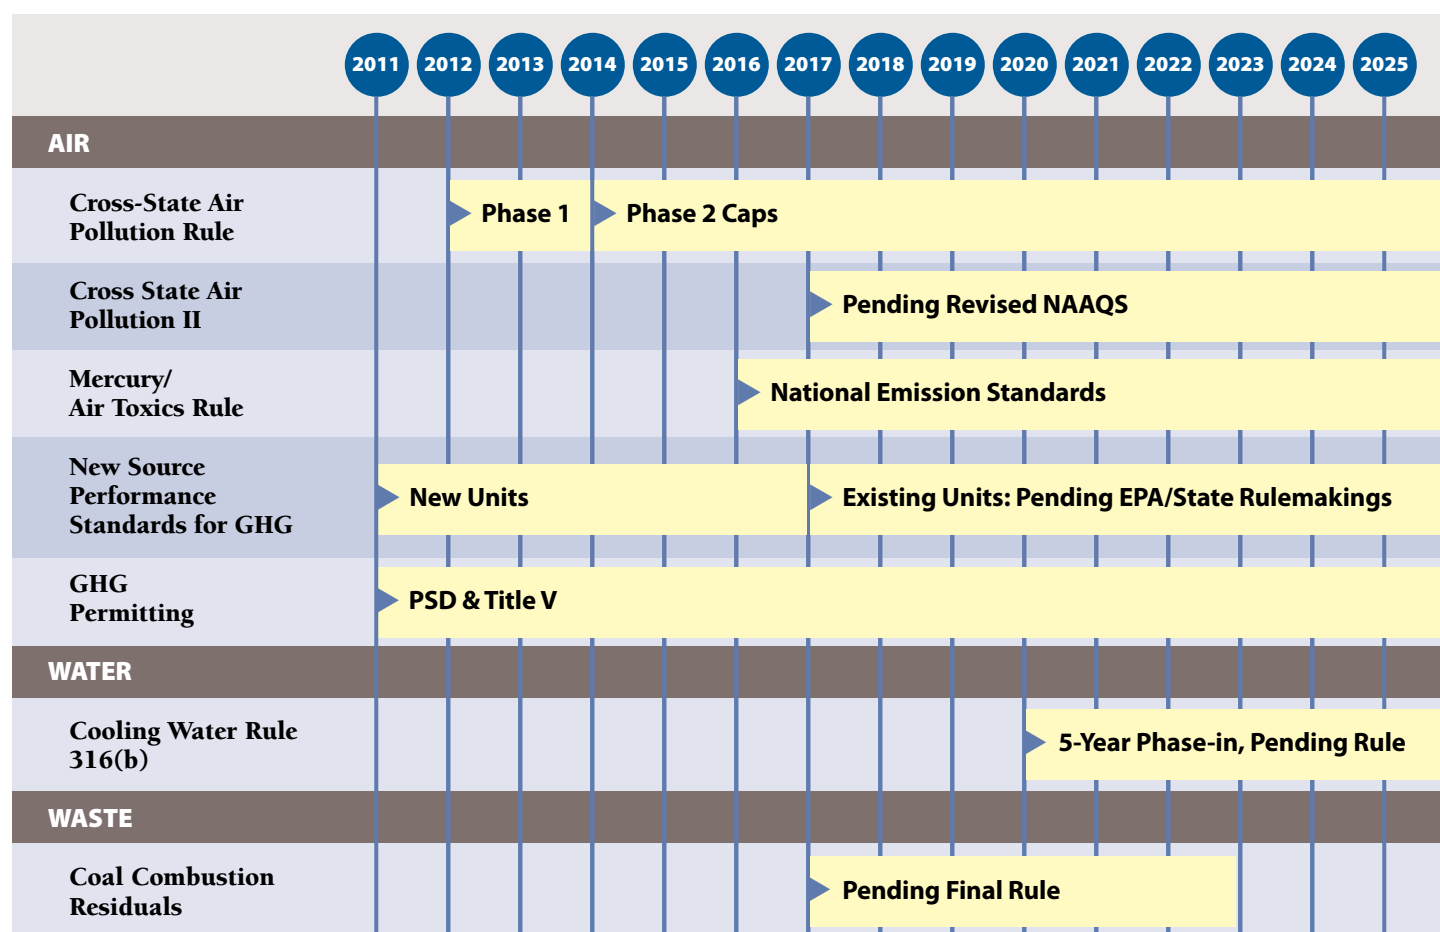 2011 2012 2013 2014 2015 2016 2017 2018 2019 2020 2021 2022 2023 2024 2025
AIR
Cross-State Air
Pollution Rule
Phase 1
Phase 2 Caps
Cross State Air
Pollution II
Pending Revised NAAQS
Mercury/
Air Toxics Rule
National Emission Standards
New Source
Performance
Standards for GHG
New Units
Existing Units: Pending EPA/State Rulemakings
GHG
Permitting
PSD & Title V
WATER
Cooling Water Rule
316(b)
5-Year Phase-in, Pending Rule
WASTE
Coal Combustion
Residuals
Pending Final Rule